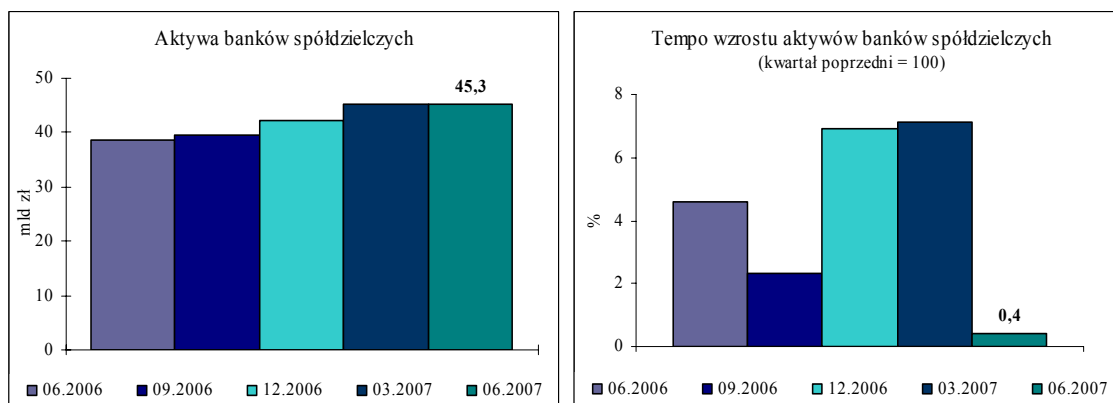 Aktywa banków spółdzielczych
50
40
30
20
10
0
mld zł
45,3
06.2006 09.2006 12.2006 03.2007 06.2007
Tempo wzrostu aktywów banków spółdzielczych
(kwartał poprzedni = 100)
8
6
4
2
0
%
0,4
06.2006 09.2006 12.2006 03.2007 06.2007